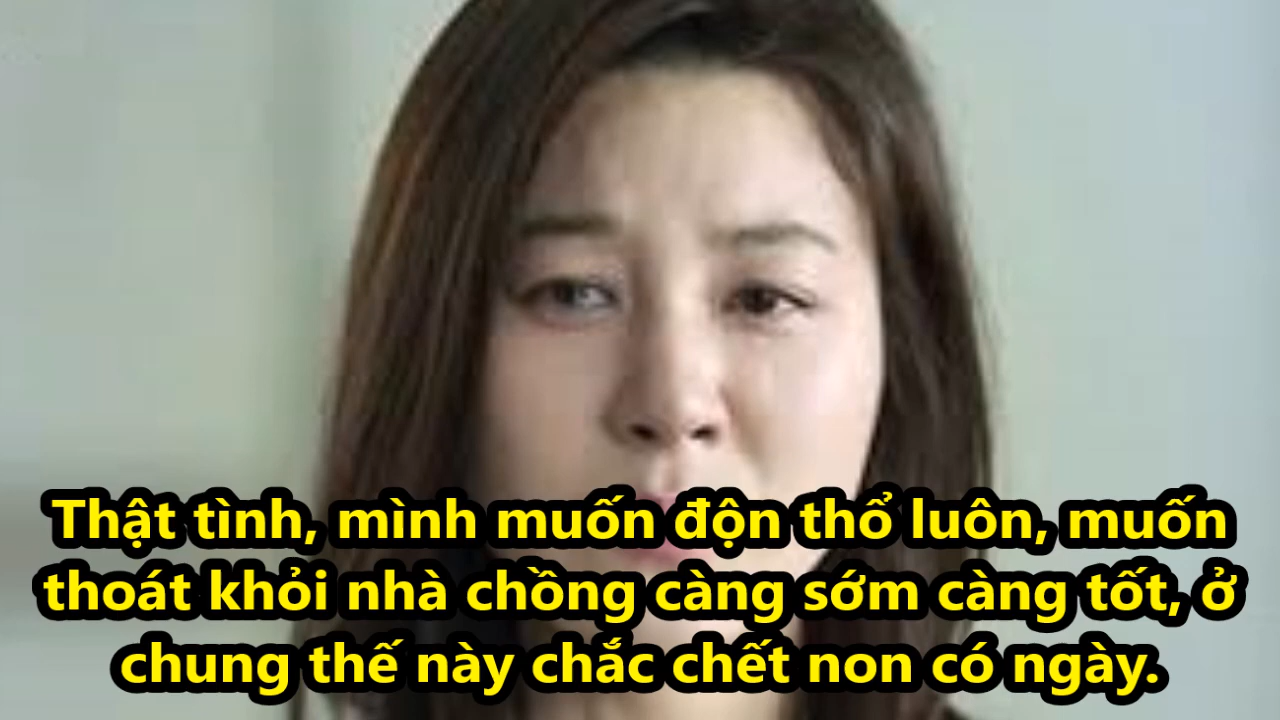 Thật tình, mình muốn độn thổ luôn, muốn
thoát khỏi nhà chồng càng sớm càng tốt, ở
chung thế này chắc chết non có ngày.